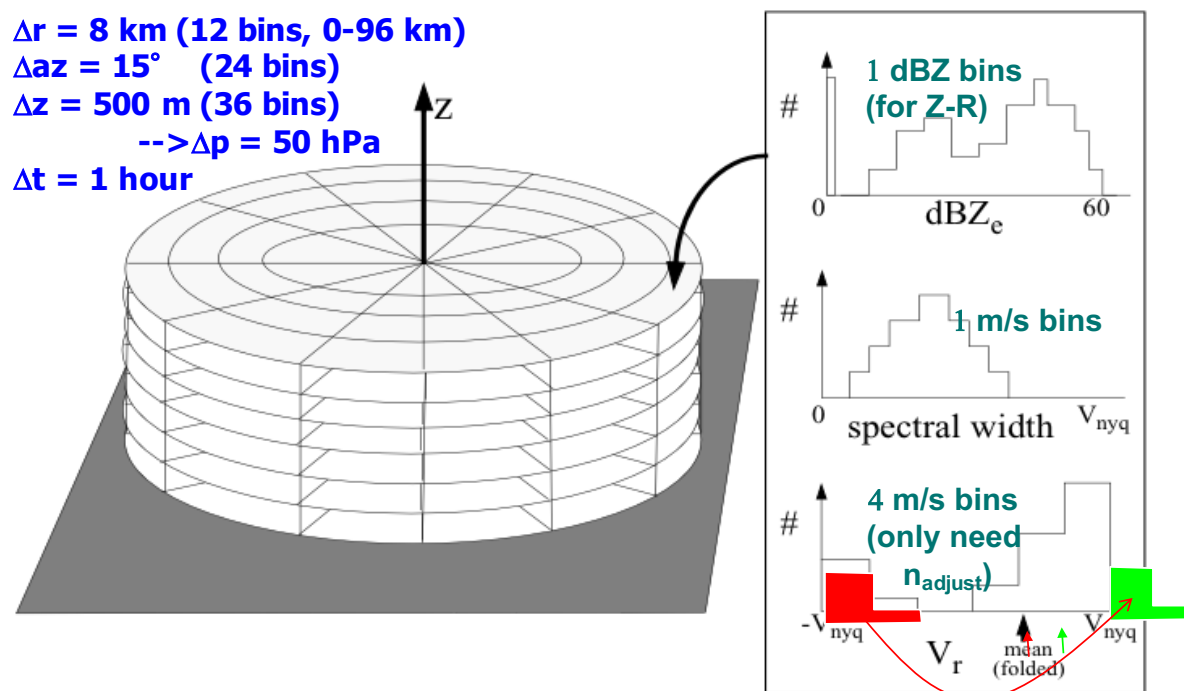 Δr = 8 km (12 bins, 0-96 km)
Δaz = 15° (24 bins)
Δz = 500 m (36 bins)
-->Δp = 50 hPa
Δt = 1 hour
z
#
1 dBZ bins
(for Z-R)
0
60
dBZe
#
1 m/s bins
0
Vnyq
spectral width
#
4 m/s bins
(only need
nadjust)
-Vnyq
Vnyq
Vr
mean
(folded)